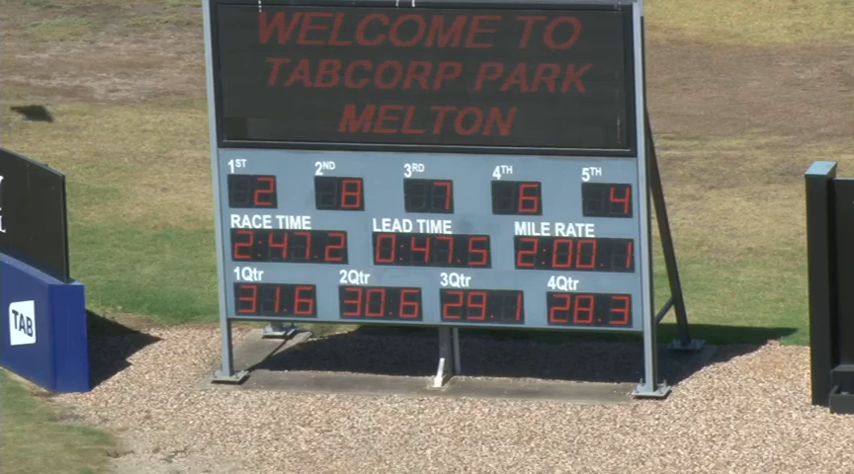 WELCOME TO
TABCORP PARK
MELTON
1ST 2ND 3RD 4TH 5TH
2 8 7 6 4
RACE TIME LEAD TIME MILE RATE
2:47.2 0:47.5 2:00.1
1Qtr 2Qtr 3Qtr 4Qtr
31.6 30.6 29.1 28.3
TAB